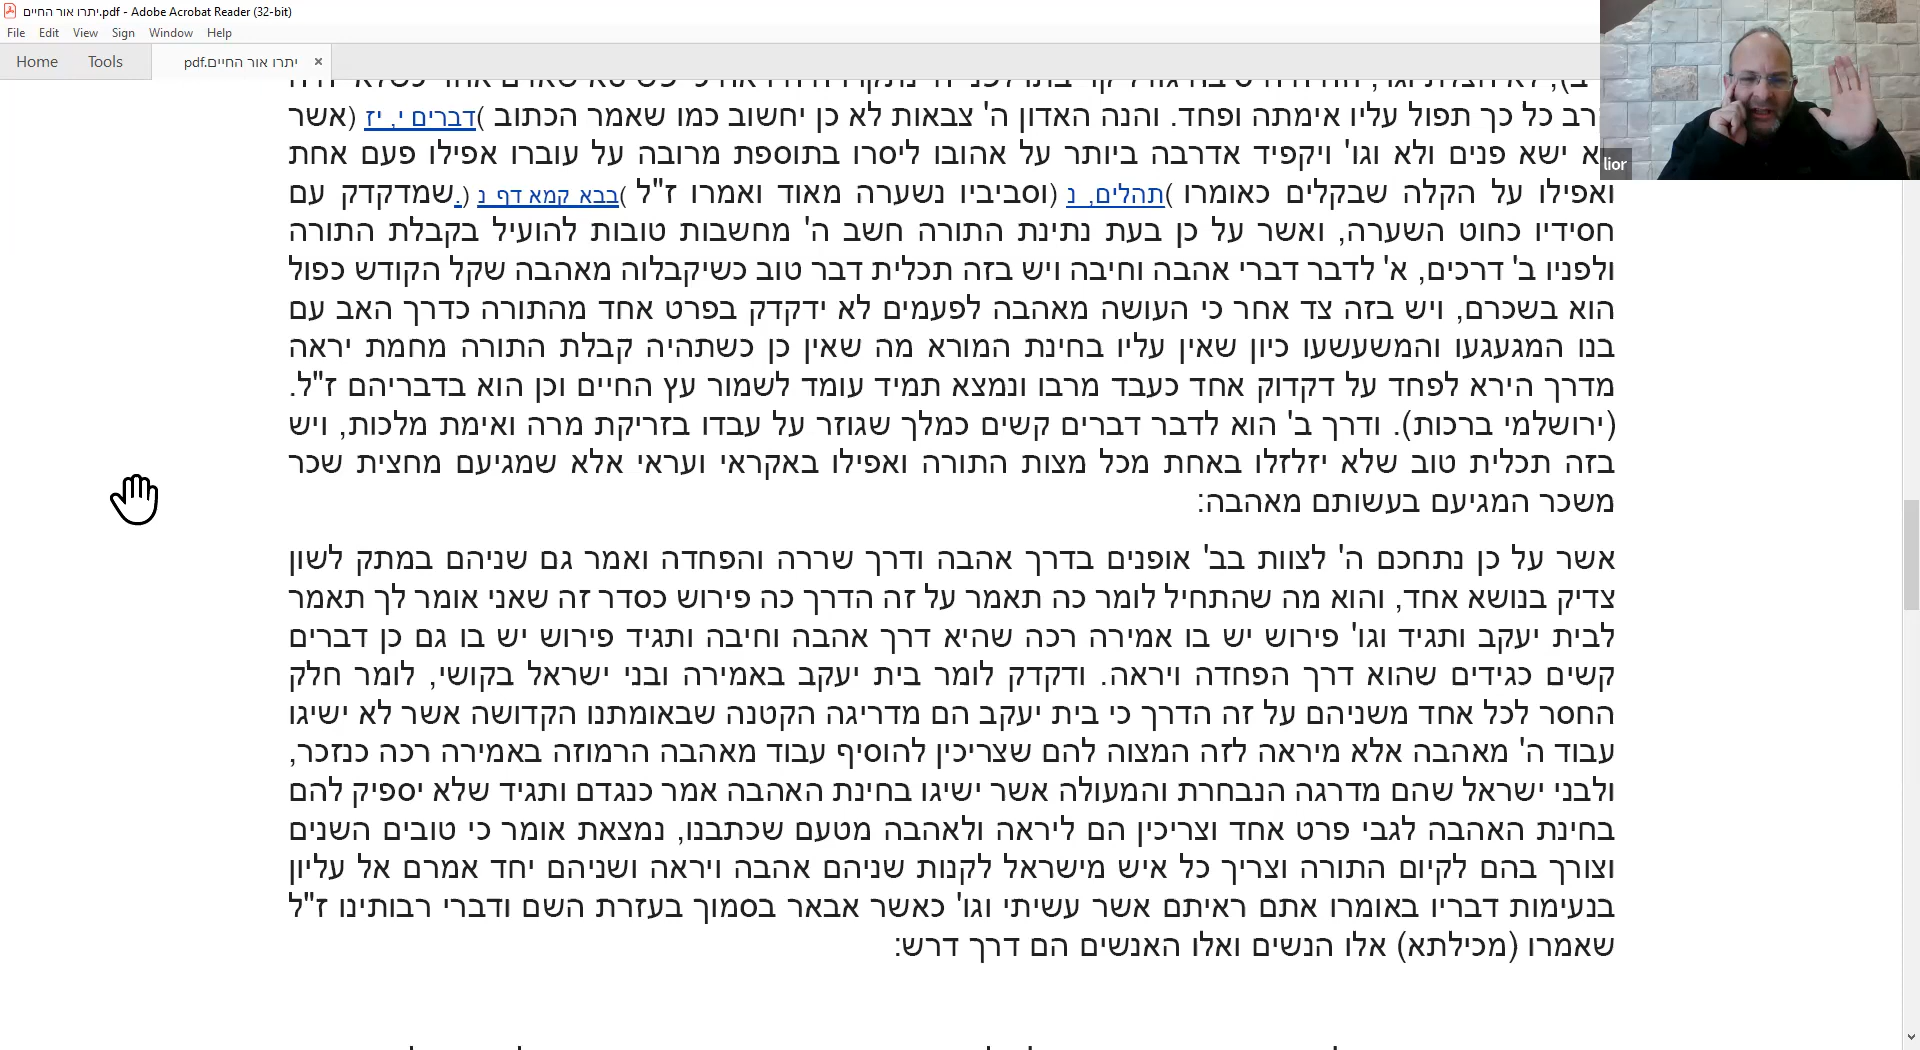 יתרו אור החיים.pdf - Adobe Acrobat Reader (32-bit)
File Edit View Sign Window Help
Home Tools יתרו אור החיים.pdf ×
lior
כל כך תפול עליו אימתה ופחד. והנה האדון ה' צבאות לא כן יחשוב כמו שאמר הכתוב )דברים י, יז (אשר
ישא פנים ולא וגו' ויקפיד אדרבה ביותר על אהובו ליסרו בתוספת מרובה על עוברו אפילו פעם אחת
ואפילו על הקלה שבקלים כאומרו )תהלים, נ (וסביביו נשערה מאוד ואמרו ז"ל )בבא קמא דף נ (.שמדקדק עם
חסידיו כחוט השערה, ואשר על כן בעת נתינת התורה חשב ה' מחשבות טובות להועיל בקבלת התורה
ולפניו ב' דרכים, א' לדבר דברי אהבה וחיבה ויש בזה תכלית דבר טוב כשיקבלוה מאהבה שקל הקודש כפול
הוא בשכרם, ויש בזה צד אחר כי העושה מאהבה לפעמים לא ידקדק בפרט אחד מהתורה כדרך האב עם
בנו המגעגעו והמשעשעו כיון שאין עליו בחינת המורא מה שאין כן כשתהיה קבלת התורה מחמת יראה
מדרך הירא לפחד על דקדוק אחד כעבד מרבו ונמצא תמיד עומד לשמור עץ החיים וכן הוא בדבריהם ז"ל.
(ירושלמי ברכות). ודרך ב' הוא לדבר דברים קשים כמלך שגוזר על עבדו בזריקת מרה ואימת מלכות, ויש
בזה תכלית טוב שלא יזלזלו באחת מכל מצות התורה ואפילו באקראי ועראי אלא שמגיעם מחצית שכר
משכר המגיעם בעשותם מאהבה:
אשר על כן נתחכם ה' לצוות בב' אופנים בדרך אהבה ודרך שררה והפחדה ואמר גם שניהם במתק לשון
צדיק בנושא אחד, והוא מה שהתחיל לומר כה תאמר על זה הדרך כה פירוש כסדר זה שאני אומר לך תאמר
לבית יעקב ותגיד וגו' פירוש יש בו אמירה רכה שהיא דרך אהבה וחיבה ותגיד פירוש יש בו גם כן דברים
קשים כגידים שהוא דרך הפחדה ויראה. ודקדק לומר בית יעקב באמירה ובני ישראל בקושי, לומר חלק
החסר לכל אחד משניהם על זה הדרך כי בית יעקב הם מדריגה הקטנה שבאומתנו הקדושה אשר לא ישיגו
עבוד ה' מאהבה אלא מיראה לזה המצוה להם שצריכין להוסיף עבוד מאהבה הרמוזה באמירה רכה כנזכר,
ולבני ישראל שהם מדרגה הנבחרת והמעולה אשר ישיגו בחינת האהבה אמר כנגדם ותגיד שלא יספיק להם
בחינת האהבה לגבי פרט אחד וצריכין הם ליראה ולאהבה מטעם שכתבנו, נמצאת אומר כי טובים השנים
וצורך בהם לקיום התורה וצריך כל איש מישראל לקנות שניהם אהבה ויראה ושניהם יחד אמרם אל עליון
בנעימות דבריו באומרו אתם ראיתם אשר עשיתי וגו' כאשר אבאר בסמוך בעזרת השם ודברי רבותינו ז"ל
שאמרו (מכילתא) אלו הנשים ואלו האנשים הם דרך דרש: